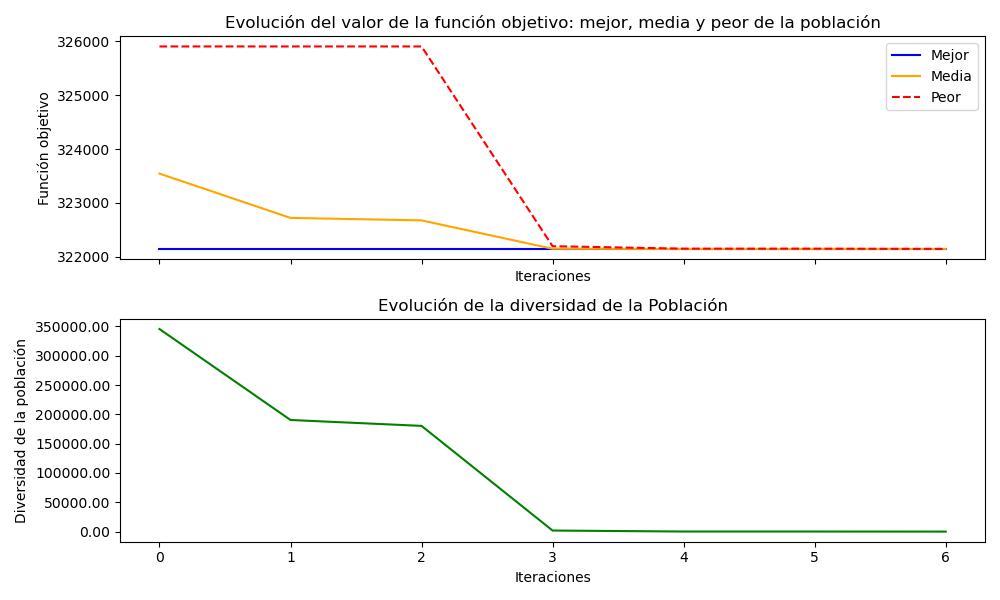 Evolución del valor de la función objetivo: mejor, media y peor de la población
326000
325000
324000
323000
322000
Función objetivo
Mejor
Media
Peor
Iteraciones
Evolución de la diversidad de la Población
350000.00
300000.00
250000.00
200000.00
150000.00
100000.00
50000.00
0.00
Diversidad de la población
0 1 2 3 4 5 6
Iteraciones